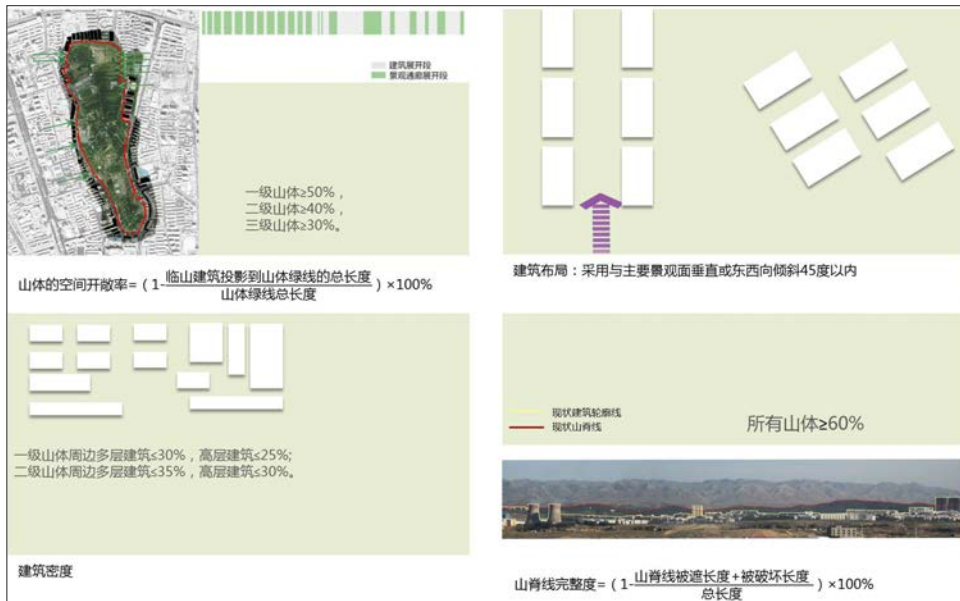 建筑展开段
景观通廊展开段
一级山体≥50%，
二级山体≥40%，
三级山体≥30%。
山体的空间开敞率=（1-临山建筑投影到山体绿线的总长度/山体绿线总长度）×100%
建筑布局：采用与主要景观面垂直或东西向倾斜45度以内
一级山体周边多层建筑≤30%，高层建筑≤25%;
二级山体周边多层建筑≤35%，高层建筑≤30%。
建筑密度
现状建筑轮廓线
现状山脊线
所有山体≥60%
山脊线完整度=（1-山脊线被遮长度+被破坏长度/总长度）×100%